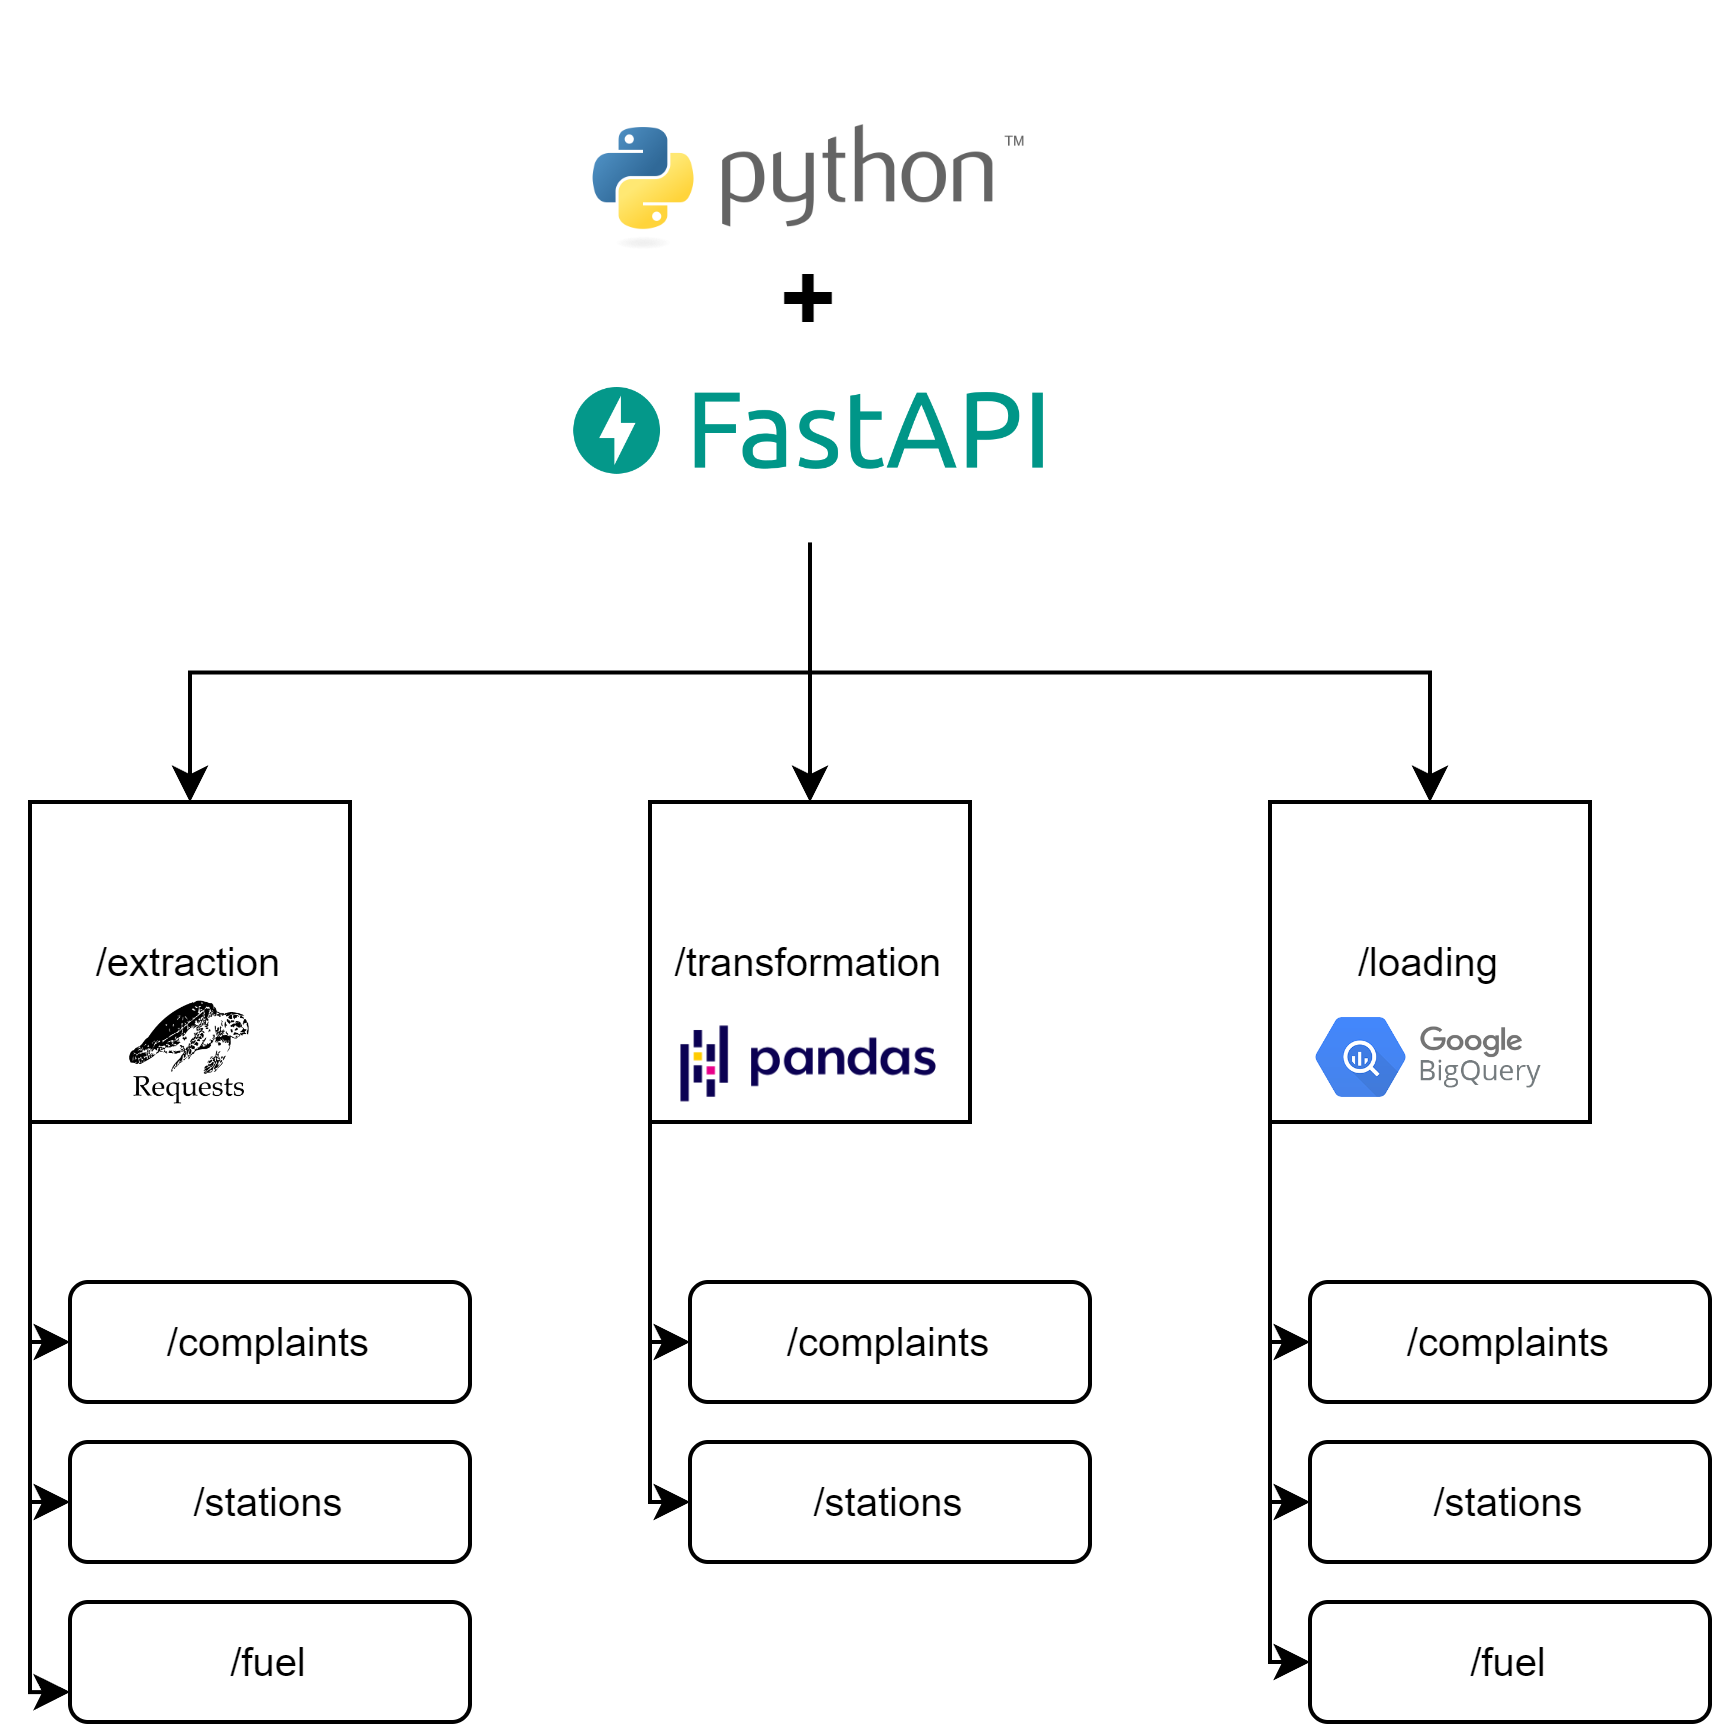 python™
+
FastAPI
/extraction
Requests
/transformation
pandas
/loading
Google
BigQuery
/complaints
/stations
/fuel
/complaints
/stations
/complaints
/stations
/fuel